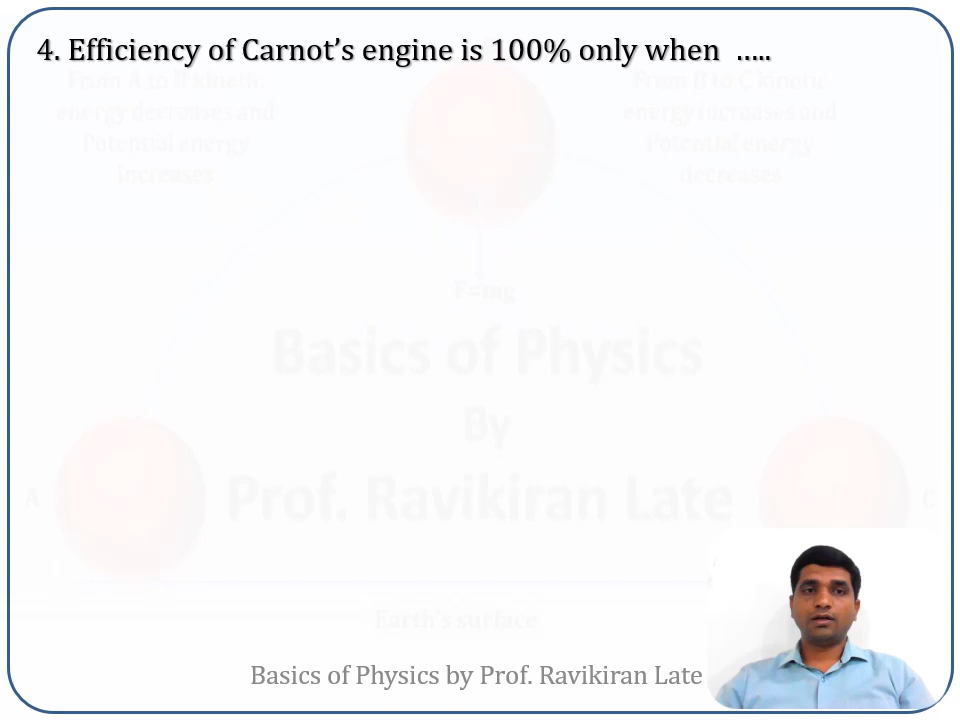 4. Efficiency of Carnot's engine is 100% only when .....
From A to B kinetic
energy decreases and
Potential energy
increases
From B to C kinetic
energy increases and
Potential energy
decreases
F=mg
Basics of Physics
By
Prof. Ravikiran Late
A
C
Earth's surface
Basics of Physics by Prof. Ravikiran Late